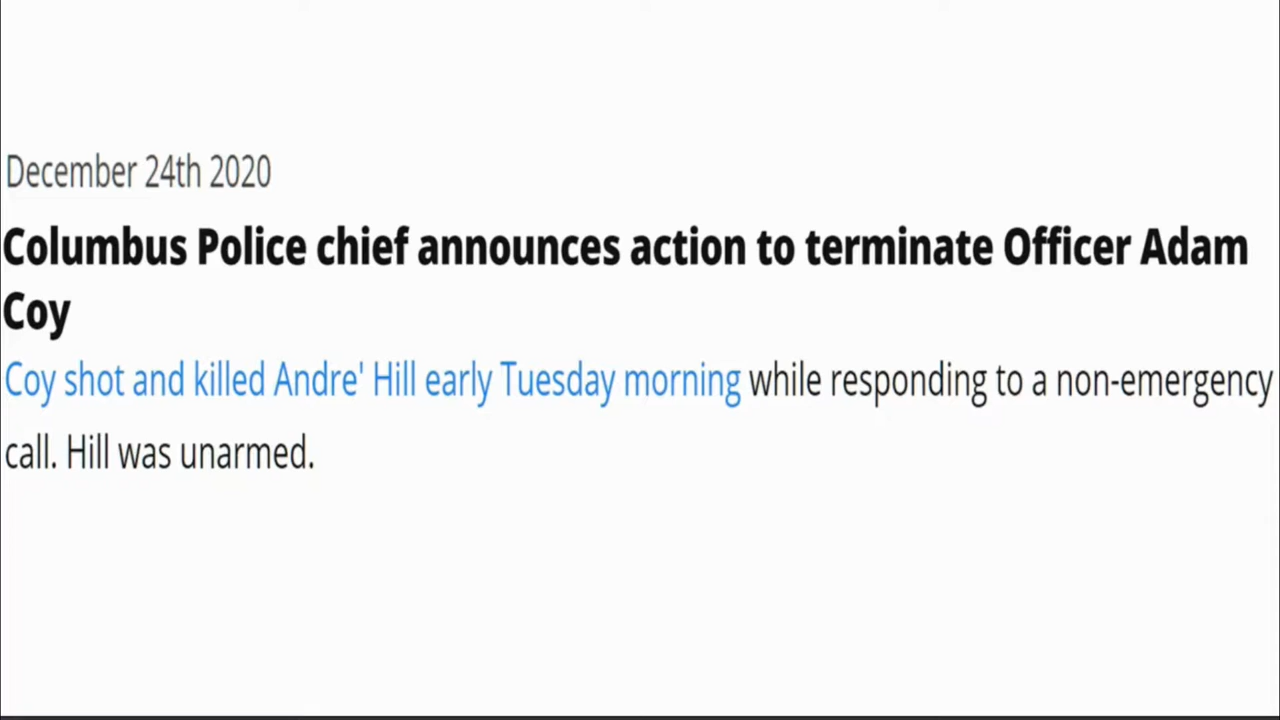 December 24th 2020
Columbus Police chief announces action to terminate Officer Adam
Coy
Coy shot and killed Andre' Hill early Tuesday morning while responding to a non-emergency
call. Hill was unarmed.